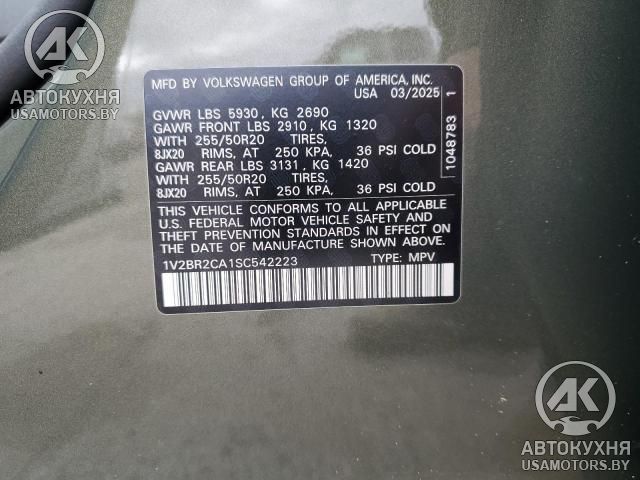 АВТОКУХНЯ
USAMOTORS.BY
MFD BY VOLKSWAGEN GROUP OF AMERICA, INC.
USA 03/2025
GVWR LBS 5930, KG 2690
GAWR FRONT LBS 2910, KG 1320
WITH 255/50R20 TIRES,
8JX20 RIMS, AT 250 KPA, 36 PSI COLD
GAWR REAR LBS 3131, KG 1420
WITH 255/50R20 TIRES,
8JX20 RIMS, AT 250 KPA, 36 PSI COLD
THIS VEHICLE CONFORMS TO ALL APPLICABLE
U.S. FEDERAL MOTOR VEHICLE SAFETY AND
THEFT PREVENTION STANDARDS IN EFFECT ON
THE DATE OF MANUFACTURE SHOWN ABOVE.
1V2BR2CA1SC542223 TYPE: MPV
1048783 1
AK
АВТОКУХНЯ
USAMOTORS.BY